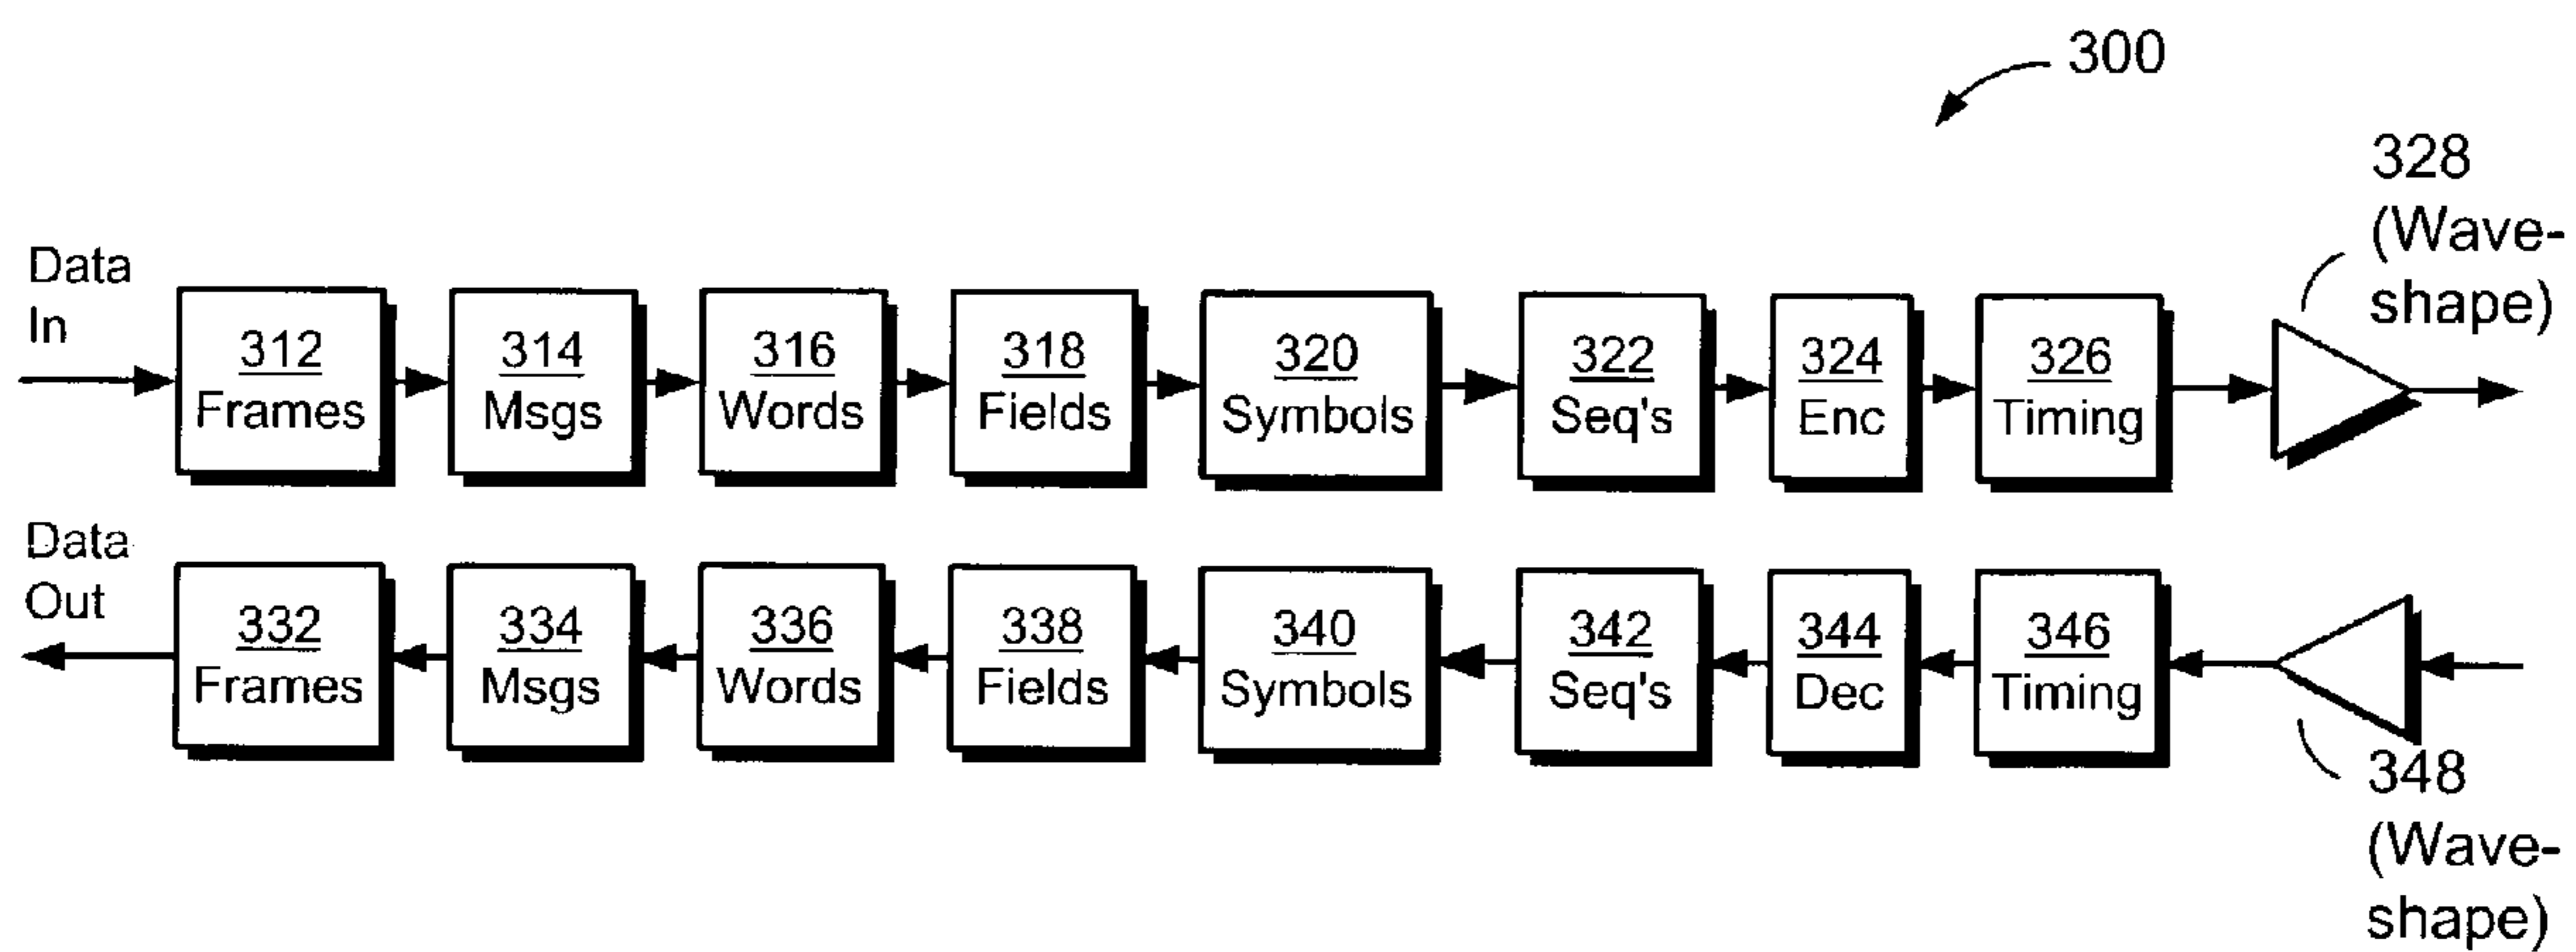 300
328
(Wave-
shape)
Data
In
312
Frames
314
Msgs
316
Words
318
Fields
320
Symbols
322
Seq's
324
Enc
326
Timing
Data
Out
332
Frames
334
Msgs
336
Words
338
Fields
340
Symbols
342
Seq's
344
Dec
346
Timing
348
(Wave-
shape)